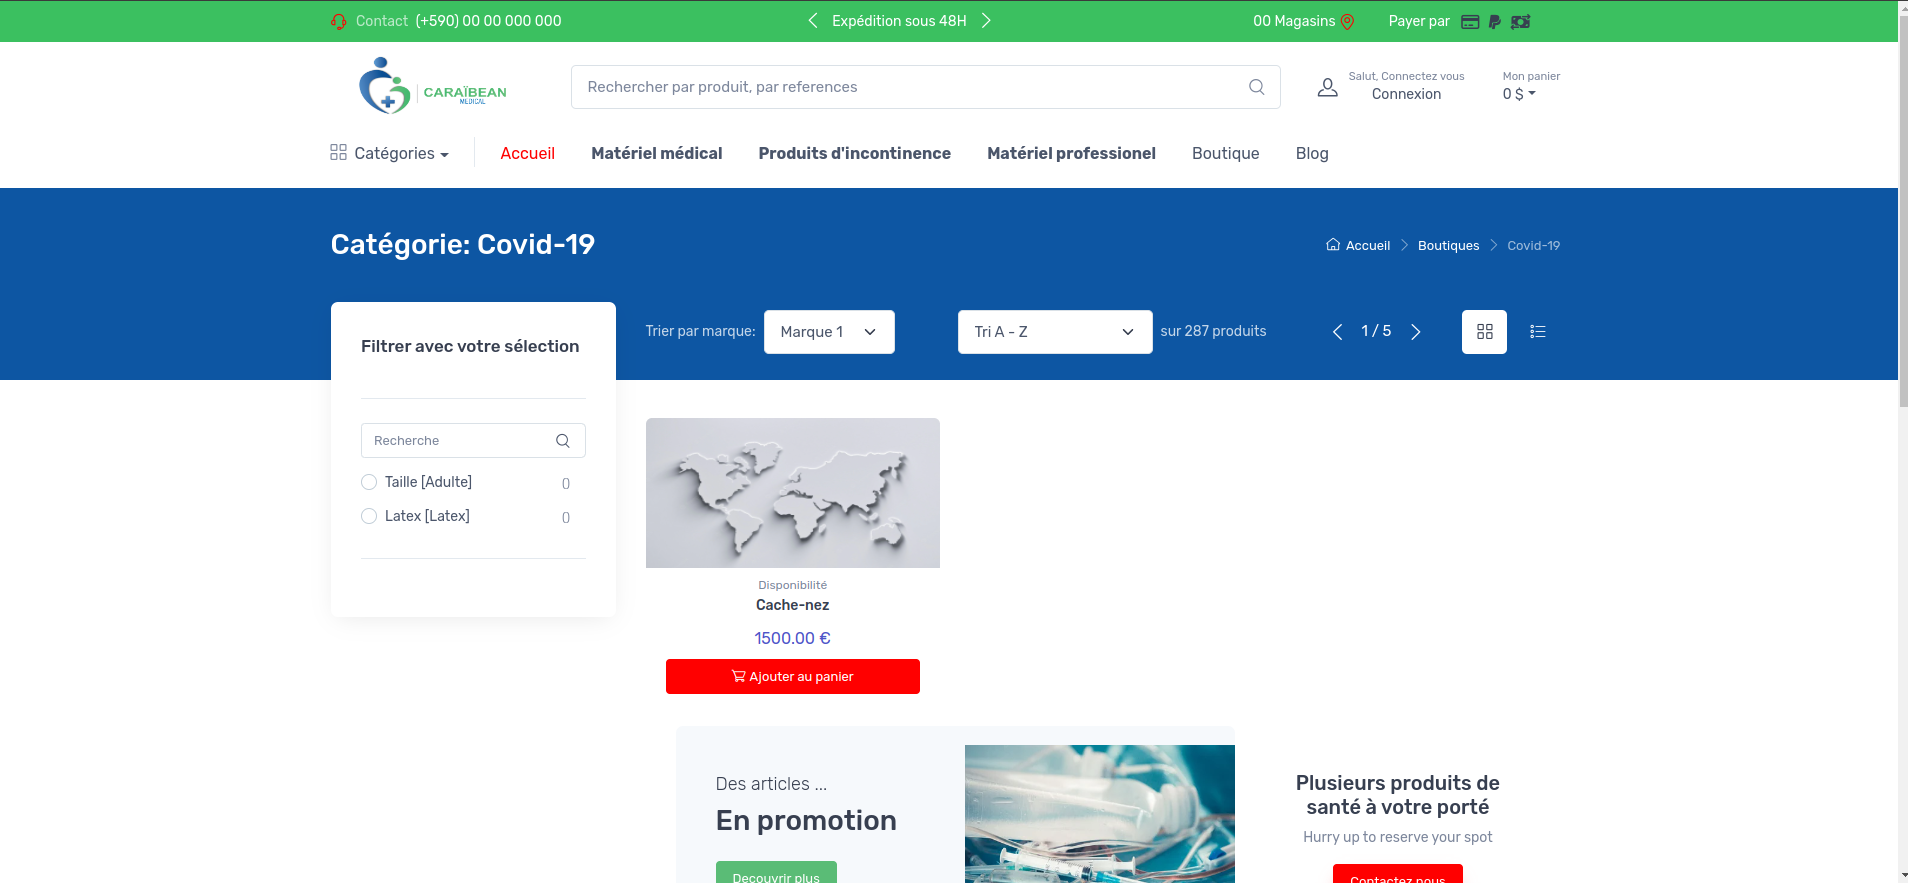 Contact (+590) 00 00 000 000
Expédition sous 48H
00 Magasins
Payer par
CARAÏBEAN
MEDICAL
Rechercher par produit, par references
Salut, Connectez vous
Connexion
Mon panier
0 $
Catégories
Accueil
Matériel médical
Produits d'incontinence
Matériel professionel
Boutique
Blog
Catégorie: Covid-19
Accueil
Boutiques
Covid-19
Filtrer avec votre sélection
Trier par marque:
Marque 1
Tri A - Z
sur 287 produits
1 / 5
Recherche
Taille [Adulte] ()
Latex [Latex] ()
Disponibilité
Cache-nez
1500.00 €
Ajouter au panier
Des articles ...
En promotion
Decouvrir plus
Plusieurs produits de
santé à votre porté
Hurry up to reserve your spot
Contactez nous